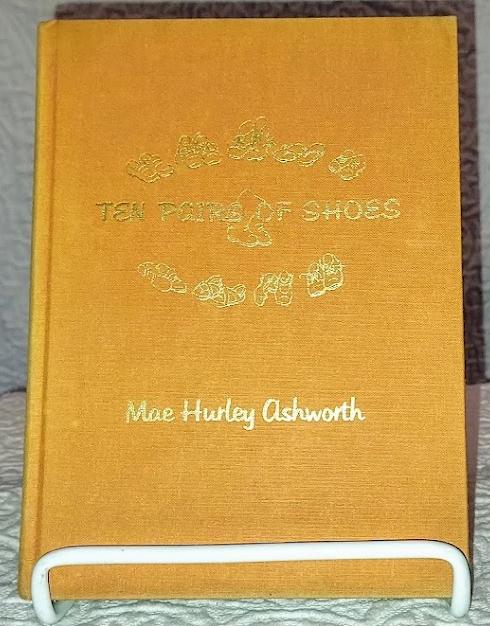 TEN PAIRS OF SHOES
Mae Hurley Ashworth